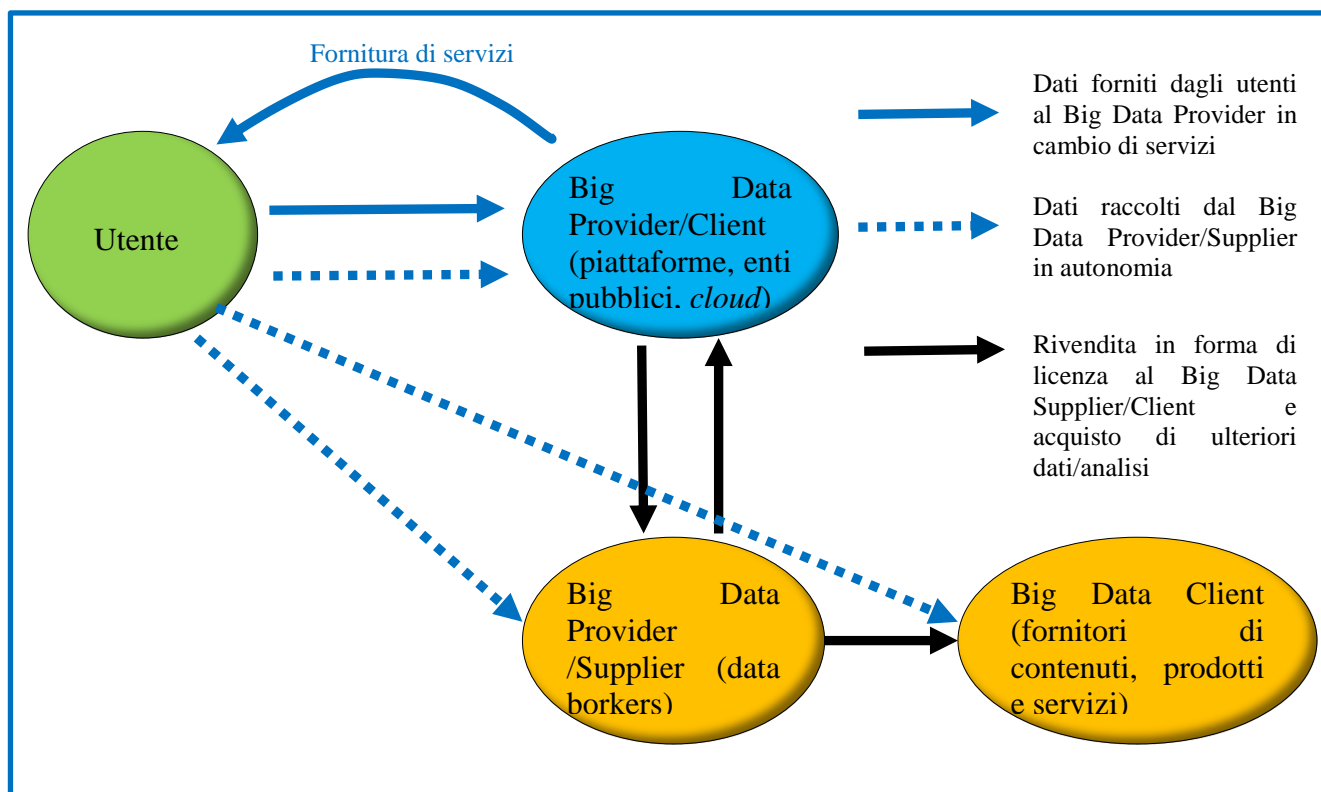 Fornitura di servizi
Utente
Big Data
Provider/Client
(piattaforme, enti
pubblici, cloud)
Big Data
Provider
/Supplier (data
borkers)
Big Data Client
(fornitori di
contenuti, prodotti
e servizi)
Dati forniti dagli utenti
al Big Data Provider in
cambio di servizi
Dati raccolti dal Big
Data Provider/Supplier
in autonomia
Rivendita in forma di
licenza al Big Data
Supplier/Client e
acquisto di ulteriori
dati/analisi